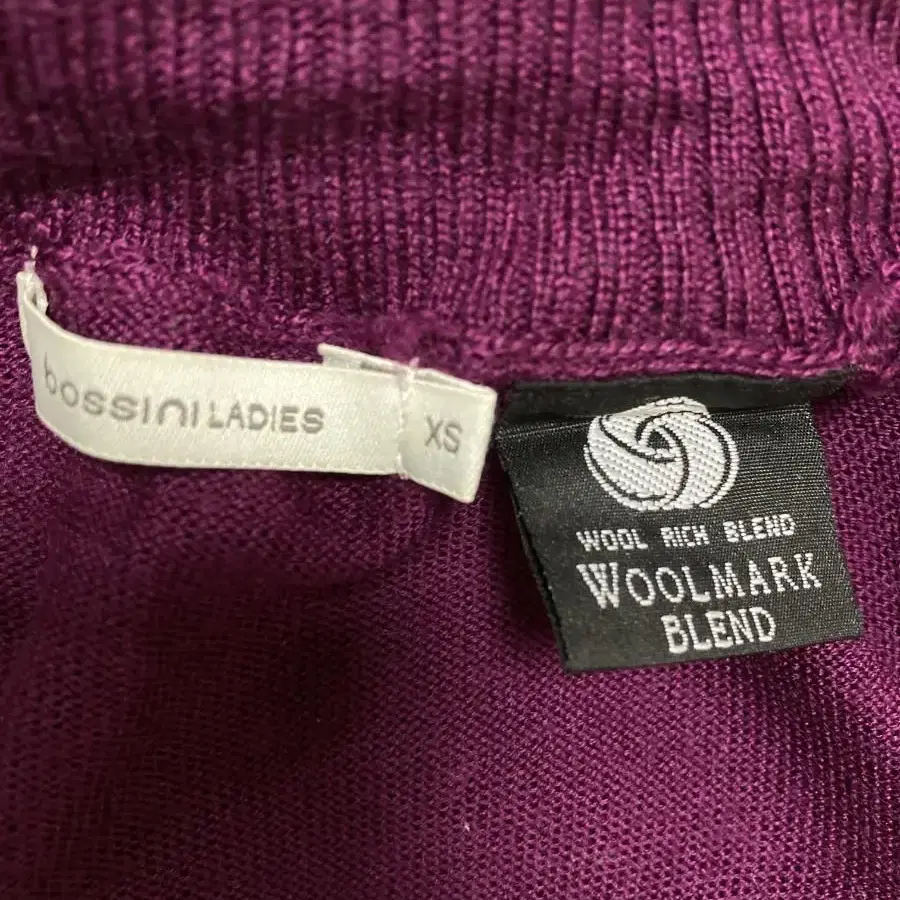 bossini LADIES
XS
WOOL RICH BLEND
WOOLMARK
BLEND